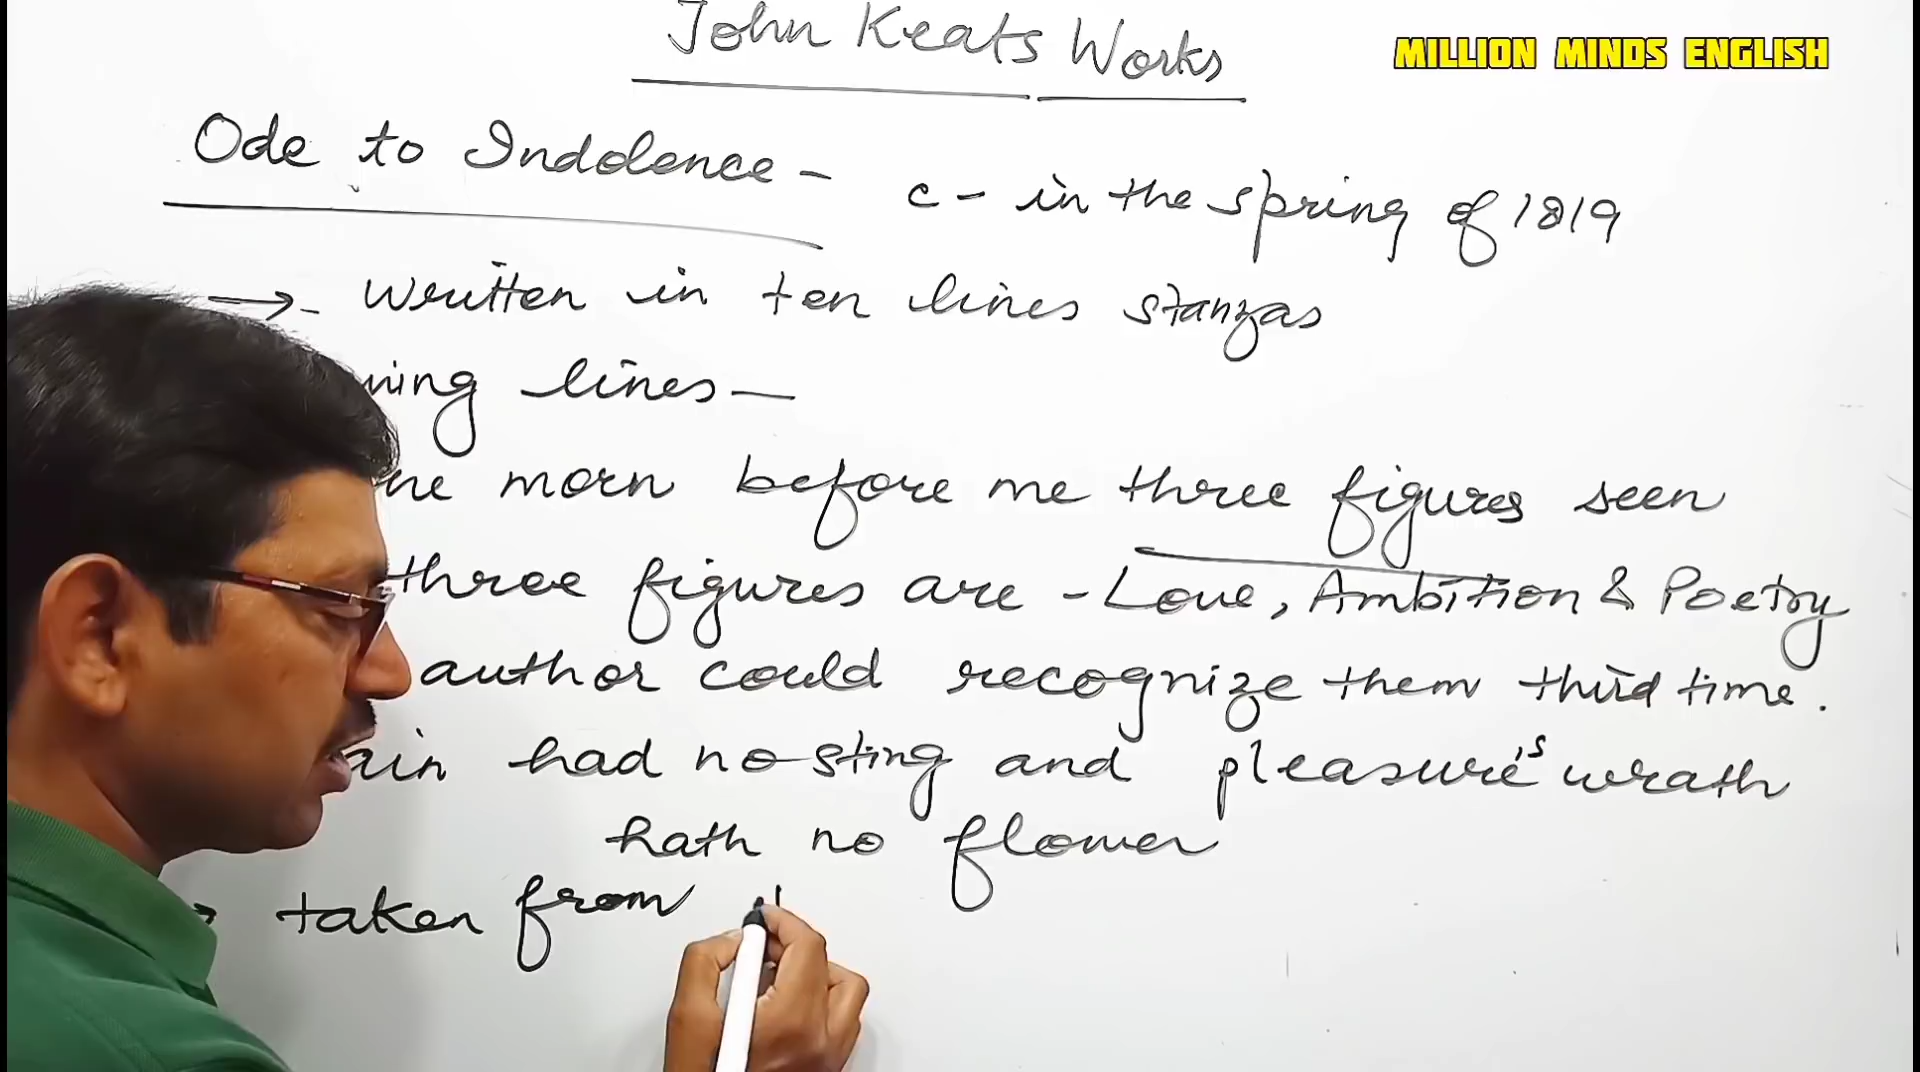 John Keats Works
MILLION MINDS ENGLISH
Ode to Indolence -
c - in the spring of 1819
→ - written in ten lines stanzas
ning lines —
ne morn before me three figures seen
three figures are - Love, Ambition & Poetry
author could recognize them third time.
ain had no sting and pleasure's wrath
hath no flower
→ taken from